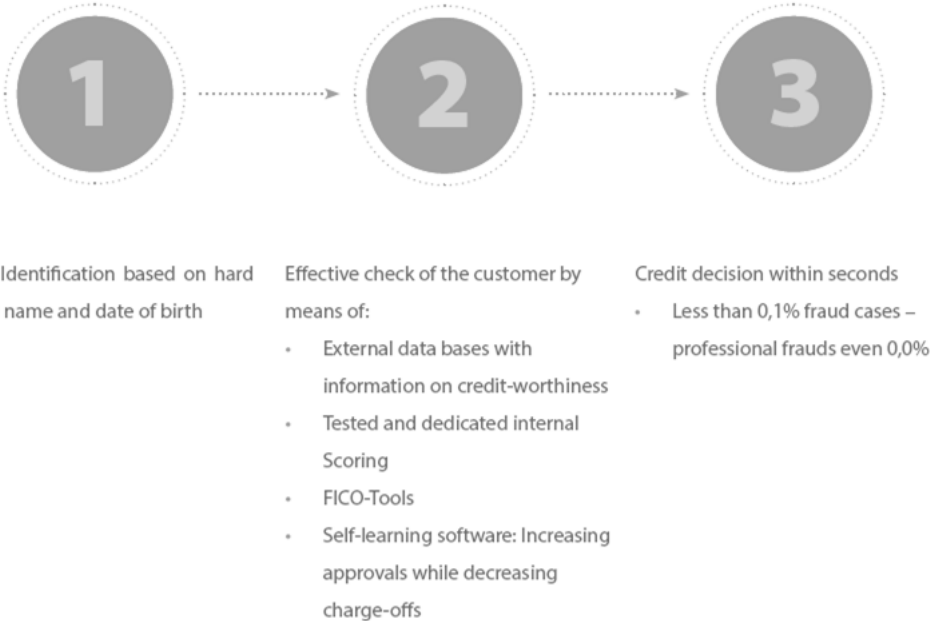 1
2
3
Identification based on hard
name and date of birth
Effective check of the customer by
means of:
• External data bases with
information on credit-worthiness
• Tested and dedicated internal
Scoring
• FICO-Tools
• Self-learning software: Increasing
approvals while decreasing
charge-offs
Credit decision within seconds
• Less than 0,1% fraud cases –
professional frauds even 0,0%